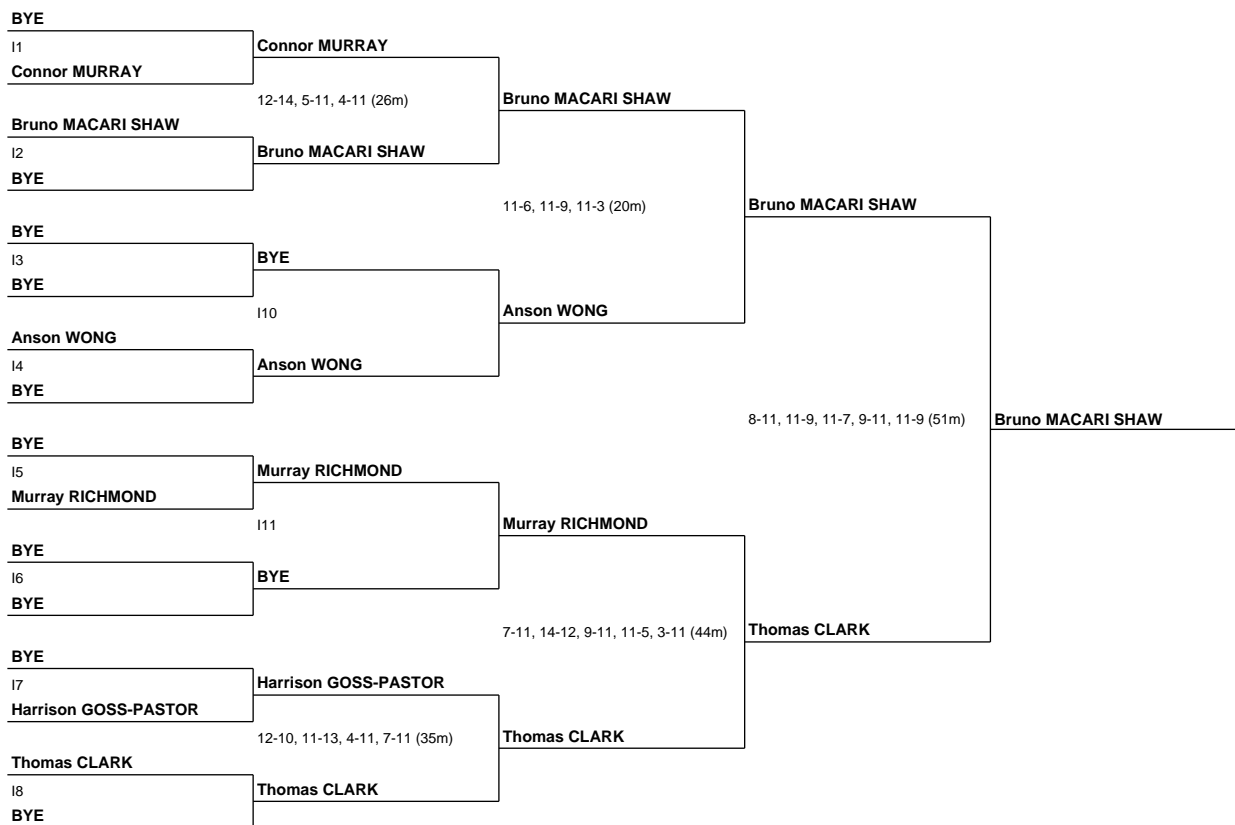 BYE
I1
Connor MURRAY
Connor MURRAY
12-14, 5-11, 4-11 (26m)
Bruno MACARI SHAW
Bruno MACARI SHAW
I2
Bruno MACARI SHAW
BYE
11-6, 11-9, 11-3 (20m)
Bruno MACARI SHAW
BYE
I3
BYE
BYE
I10
Anson WONG
Anson WONG
I4
Anson WONG
BYE
8-11, 11-9, 11-7, 9-11, 11-9 (51m)
Bruno MACARI SHAW
BYE
I5
Murray RICHMOND
Murray RICHMOND
I11
Murray RICHMOND
BYE
I6
BYE
BYE
7-11, 14-12, 9-11, 11-5, 3-11 (44m)
Thomas CLARK
BYE
I7
Harrison GOSS-PASTOR
Harrison GOSS-PASTOR
12-10, 11-13, 4-11, 7-11 (35m)
Thomas CLARK
Thomas CLARK
I8
Thomas CLARK
BYE